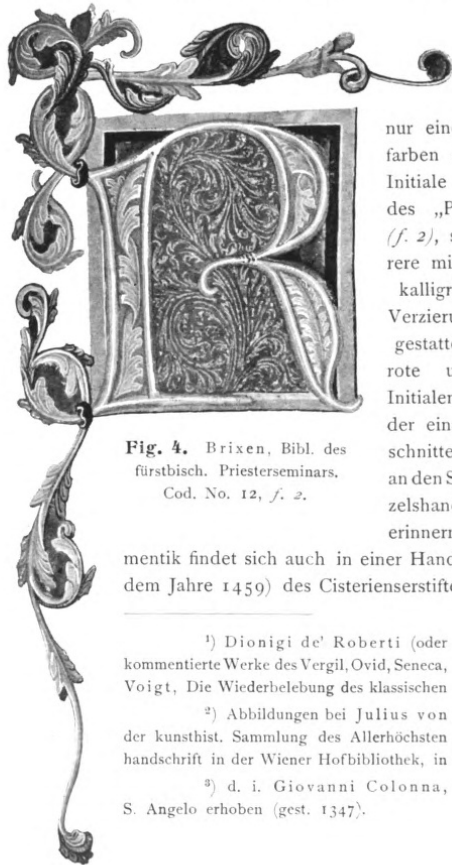 R
nur ein
farben
Initiale
des „P
(f. 2), s
rere mi
kalligr
Verzieru
gestatte
rote u
Initialen
der ein
schnitte
an den S
zelshand
erinnern
Fig. 4. Brixen, Bibl. des
fürstbisch. Priesterseminars.
Cod. No. 12, f. 2.
mentik findet sich auch in einer Hand
dem Jahre 1459) des Cisterienserstifte
¹) Dionigi de' Roberti (oder
kommentierte Werke des Vergil, Ovid, Seneca,
Voigt, Die Wiederbelebung des klassischen
²) Abbildungen bei Julius von
der kunsthist. Sammlung des Allerhöchsten
handschrift in der Wiener Hofbibliothek, in
³) d. i. Giovanni Colonna,
S. Angelo erhoben (gest. 1347).